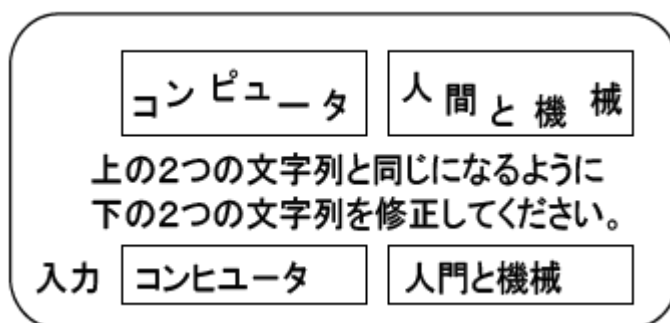 コンピュータ 人間と機械
上の2つの文字列と同じになるように
下の2つの文字列を修正してください。
入力 コンヒユータ 人門と機械